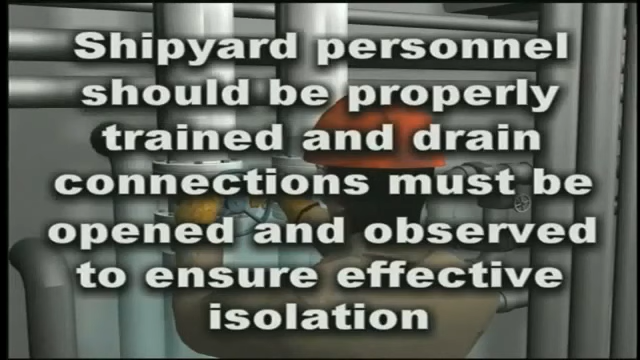 Shipyard personnel
should be properly
trained and drain
connections must be
opened and observed
to ensure effective
isolation